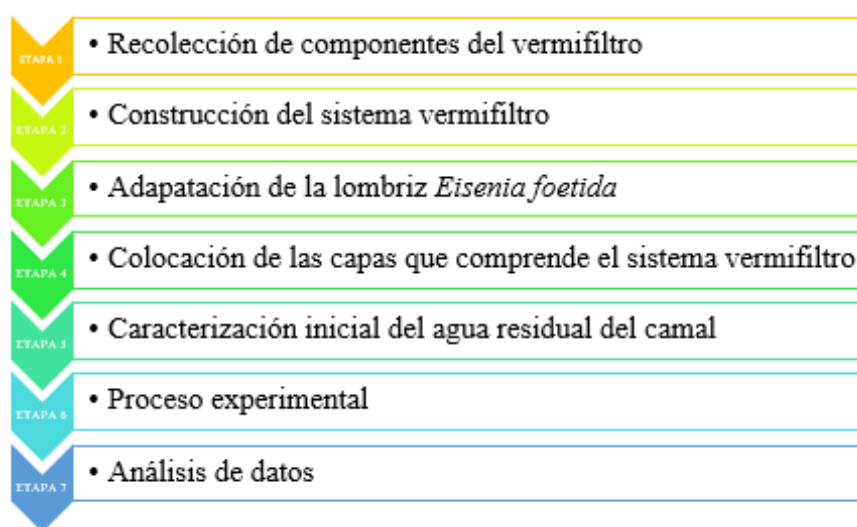 ETAPA 1
• Recolección de componentes del vermifiltro
ETAPA 2
• Construcción del sistema vermifiltro
ETAPA 3
• Adapatación de la lombriz Eisenia foetida
ETAPA 4
• Colocación de las capas que comprende el sistema vermifiltro
ETAPA 5
• Caracterización inicial del agua residual del camal
ETAPA 6
• Proceso experimental
ETAPA 7
• Análisis de datos